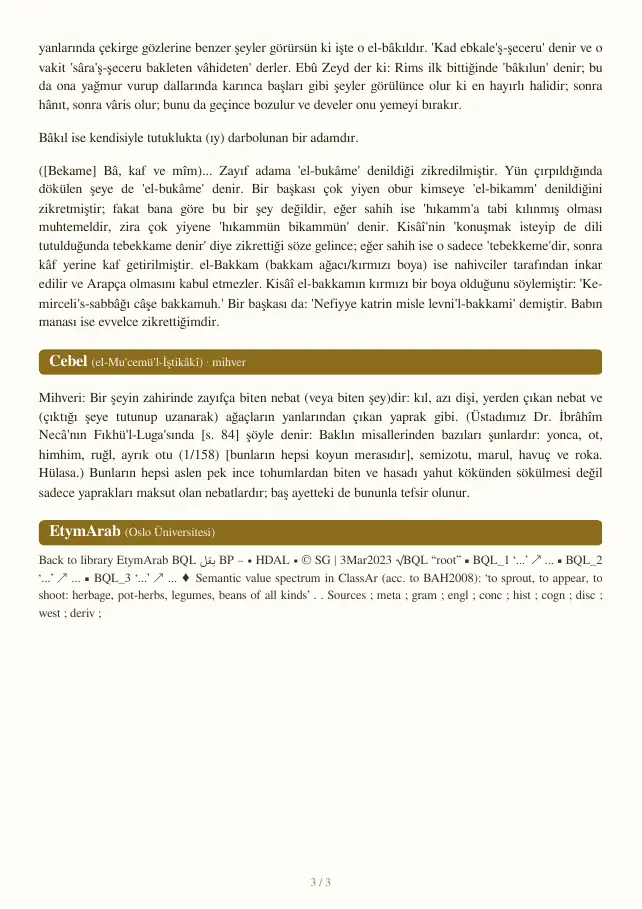 yanlarında çekirge gözlerine benzer şeyler görürsün ki işte o el-bâkıldır. 'Kad ebkale'ş-şeceru' denir ve o
vakit 'sâra'ş-şeceru bakleten vâhideten' derler. Ebû Zeyd der ki: Rims ilk bittiğinde 'bâkılun' denir; bu
da ona yağmur vurup dallarında karınca başları gibi şeyler görülünce olur ki en hayırlı halidir; sonra
hânıt, sonra vâris olur; bunu da geçince bozulur ve develer onu yemeyi bırakır.
Bâkıl ise kendisiyle tutuklukta (ıy) darbolunan bir adamdır.
([Bekame] Bâ, kaf ve mîm)... Zayıf adama 'el-bukâme' denildiği zikredilmiştir. Yün çırpıldığında
dökülen şeye de 'el-bukâme' denir. Bir başkası çok yiyen obur kimseye 'el-bikamm' denildiğini
zikretmiştir; fakat bana göre bu bir şey değildir, eğer sahih ise 'hıkamm'a tabi kılınmış olması
muhtemeldir, zira çok yiyene 'hıkammün bikammün' denir. Kisâî'nin 'konuşmak isteyip de dili
tutulduğunda tebekkame denir' diye zikrettiği söze gelince; eğer sahih ise o sadece 'tebekkeme'dir, sonra
kâf yerine kaf getirilmiştir. el-Bakkam (bakkam ağacı/kırmızı boya) ise nahivciler tarafından inkar
edilir ve Arapça olmasını kabul etmezler. Kisâî el-bakkamın kırmızı bir boya olduğunu söylemiştir: 'Ke-
mirceli's-sabbâğı câşe bakkamuh.' Bir başkası da: 'Nefiyye katrin misle levni'l-bakkami' demiştir. Babın
manası ise evvelce zikrettiğimdir.
Cebel (el-Mu'cemü'l-İştikâkî) · mihver
Mihveri: Bir şeyin zahirinde zayıfça biten nebat (veya biten şey)dir: kıl, azı dişi, yerden çıkan nebat ve
(çıktığı şeye tutunup uzanarak) ağaçların yanlarından çıkan yaprak gibi. (Üstadımız Dr. İbrâhîm
Necâ'nın Fıkhü'l-Luga'sında [s. 84] şöyle denir: Baklın misallerinden bazıları şunlardır: yonca, ot,
himhim, ruğl, ayrık otu (1/158) [bunların hepsi koyun merasıdır], semizotu, marul, havuç ve roka.
Hülasa.) Bunların hepsi aslen pek ince tohumlardan biten ve hasadı yahut kökünden sökülmesi değil
sadece yaprakları maksut olan nebatlardır; baş ayetteki de bununla tefsir olunur.
EtymArab (Oslo Üniversitesi)
Back to library EtymArab BQL بقل BP – • HDAL • © SG | 3Mar2023 √BQL “root” ▪ BQL_1 ‘...’ ↗ ... ▪ BQL_2
‘...’ ↗ ... ▪ BQL_3 ‘...’ ↗ ... ♦ Semantic value spectrum in ClassAr (acc. to BAH2008): ‘to sprout, to appear, to
shoot: herbage, pot-herbs, legumes, beans of all kinds’ . . Sources ; meta ; gram ; engl ; conc ; hist ; cogn ; disc ;
west ; deriv ;
3 / 3